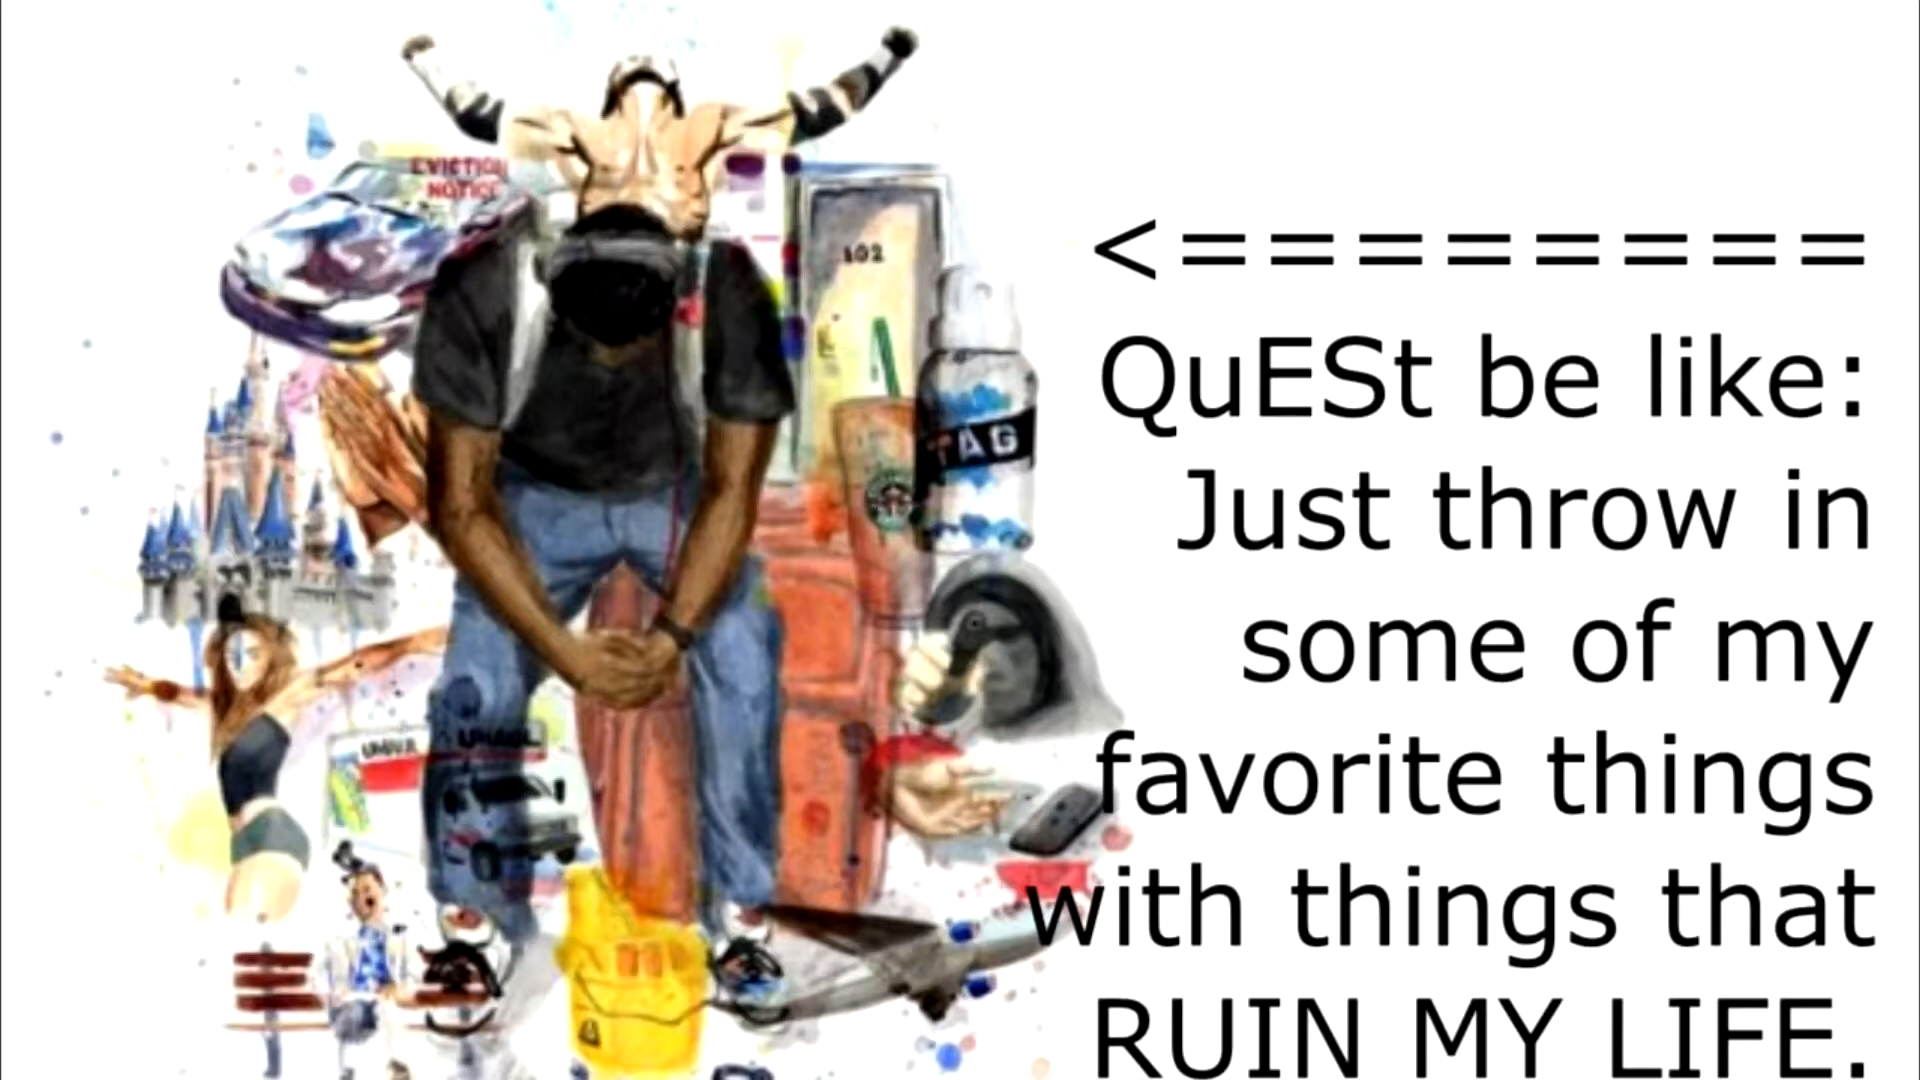 EVICTION
NOTICE
102
TAG
<=========
QuESt be like:
Just throw in
some of my
favorite things
with things that
RUIN MY LIFE.